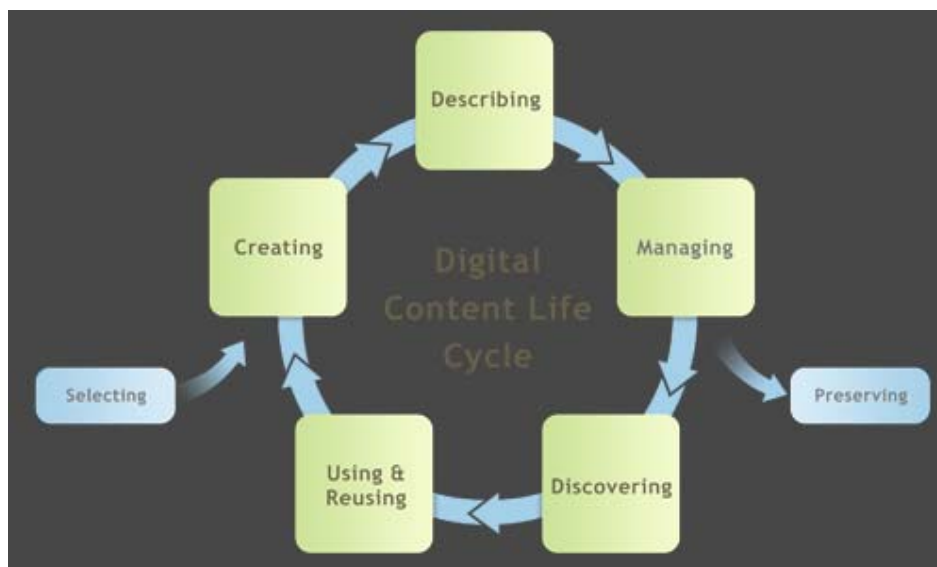 Describing
Creating
Managing
Digital
Content Life
Cycle
Selecting
Preserving
Using &
Reusing
Discovering